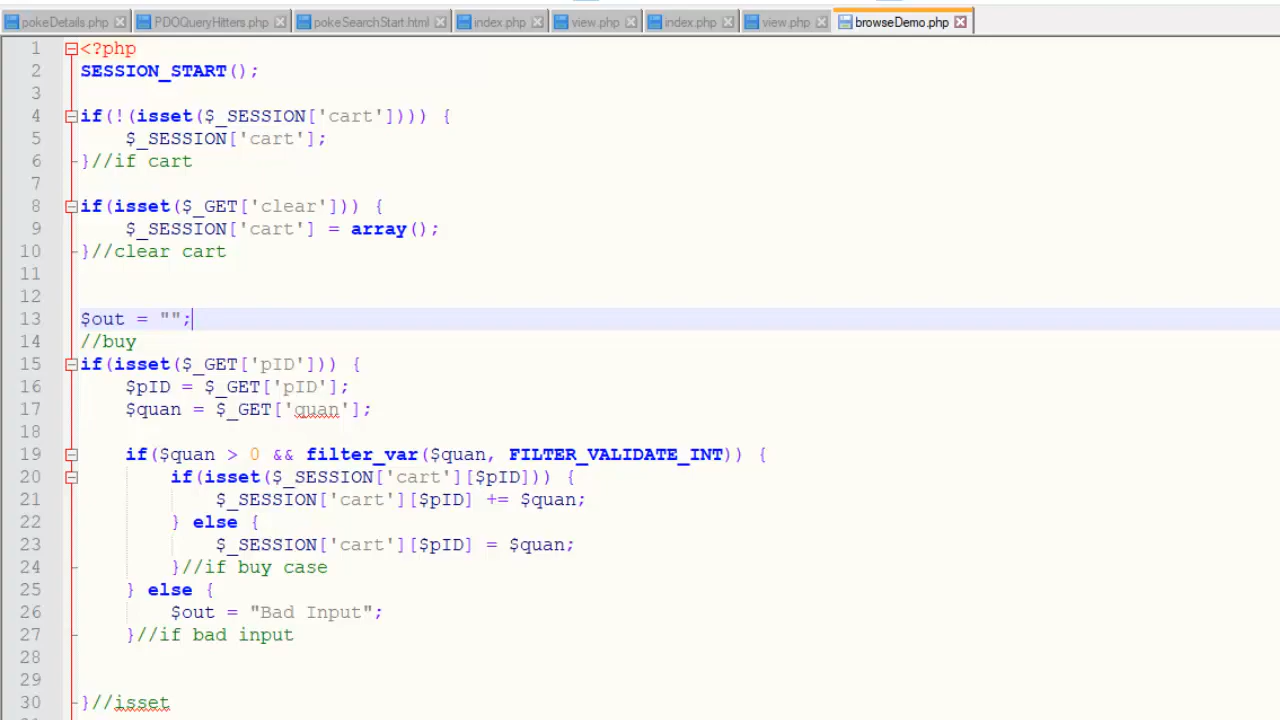 pokeDetails.php PDOQueryHitters.php pokeSearchStart.html index.php view.php index.php view.php browseDemo.php
1 <?php
2 SESSION_START();
3
4 if(!(isset($_SESSION['cart']))) {
5 $_SESSION['cart'];
6 }//if cart
7
8 if(isset($_GET['clear'])) {
9 $_SESSION['cart'] = array();
10 }//clear cart
11
12
13 $out = "";
14 //buy
15 if(isset($_GET['pID'])) {
16 $pID = $_GET['pID'];
17 $quan = $_GET['quan'];
18
19 if($quan > 0 && filter_var($quan, FILTER_VALIDATE_INT)) {
20 if(isset($_SESSION['cart'][$pID])) {
21 $_SESSION['cart'][$pID] += $quan;
22 } else {
23 $_SESSION['cart'][$pID] = $quan;
24 }//if buy case
25 } else {
26 $out = "Bad Input";
27 }//if bad input
28
29
30 }//isset